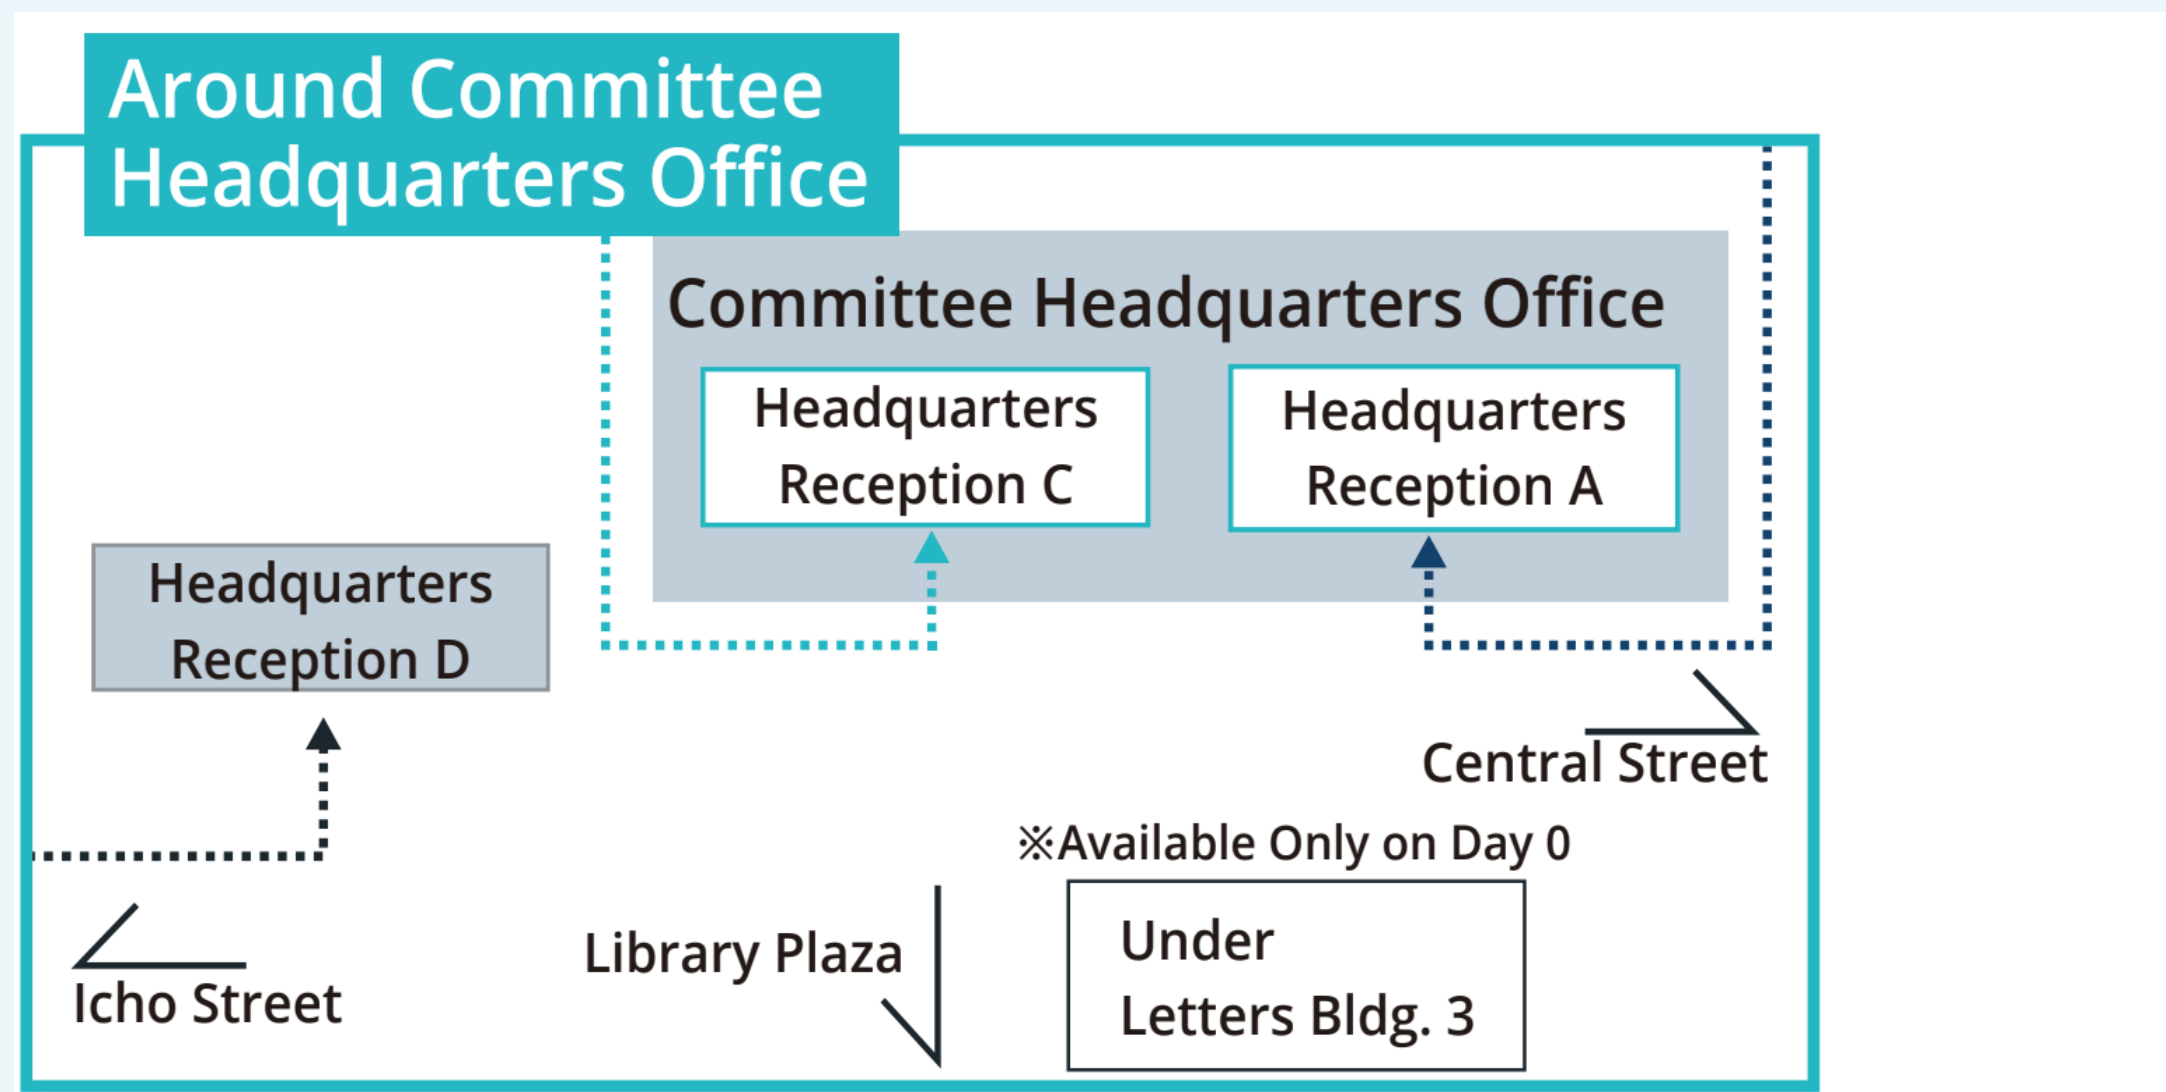 Around Committee
Headquarters Office
Committee Headquarters Office
Headquarters
Reception C
Headquarters
Reception A
Headquarters
Reception D
Central Street
※Available Only on Day 0
Under
Letters Bldg. 3
Library Plaza
Icho Street